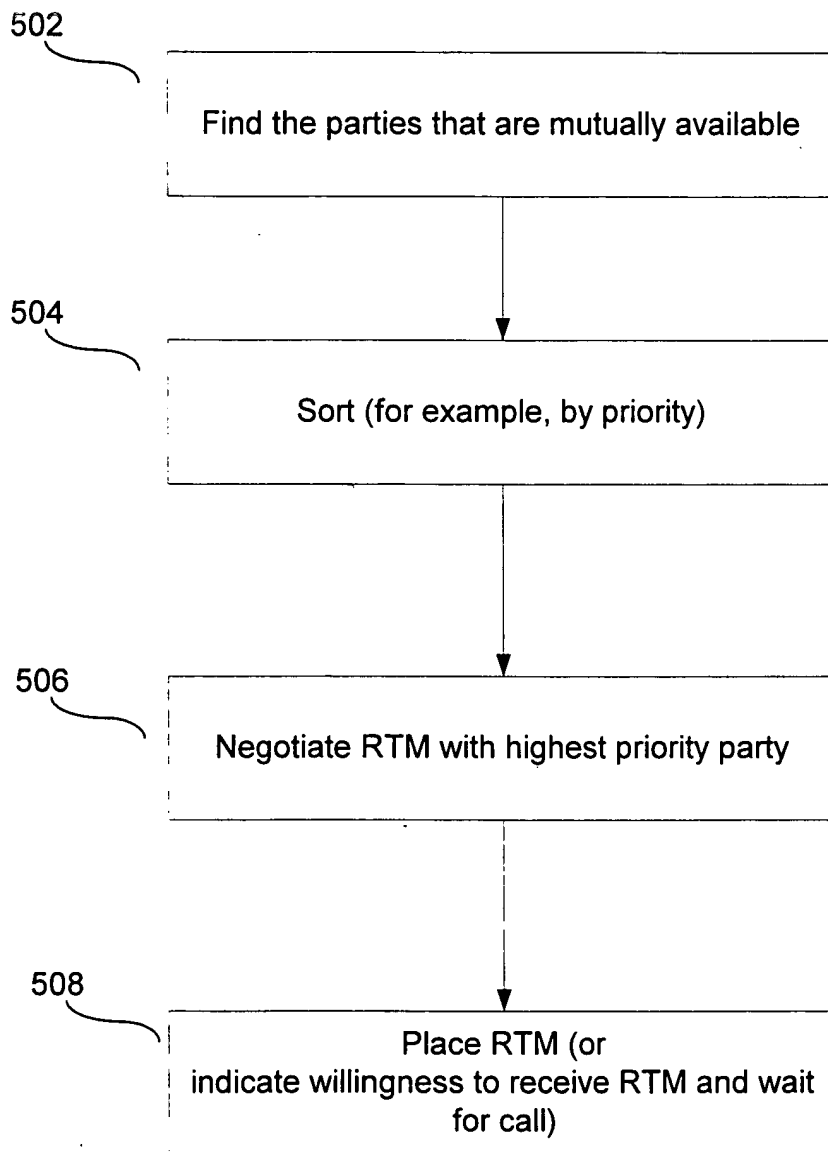 502
Find the parties that are mutually available
504
Sort (for example, by priority)
506
Negotiate RTM with highest priority party
508
Place RTM (or
indicate willingness to receive RTM and wait
for call)